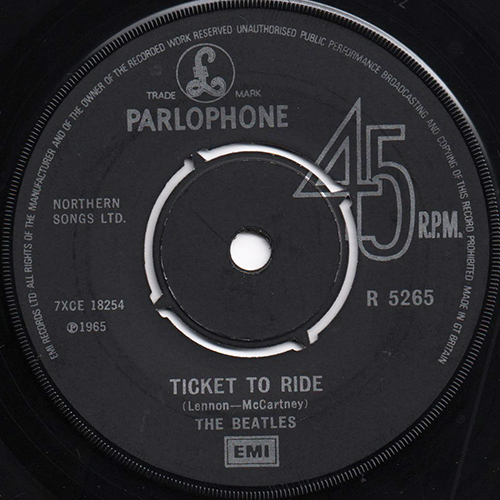 EMI RECORDS LTD ALL RIGHTS OF THE MANUFACTURER AND OF THE OWNER OF THE RECORDED WORK RESERVED UNAUTHORISED PUBLIC PERFORMANCE BROADCASTING AND COPYING OF THIS RECORD PROHIBITED MADE IN GT BRITAIN
£
TRADE MARK
PARLOPHONE
45
R.P.M.
NORTHERN
SONGS LTD.
7XCE 18254
℗1965
R 5265
TICKET TO RIDE
(Lennon—McCartney)
THE BEATLES
EMI